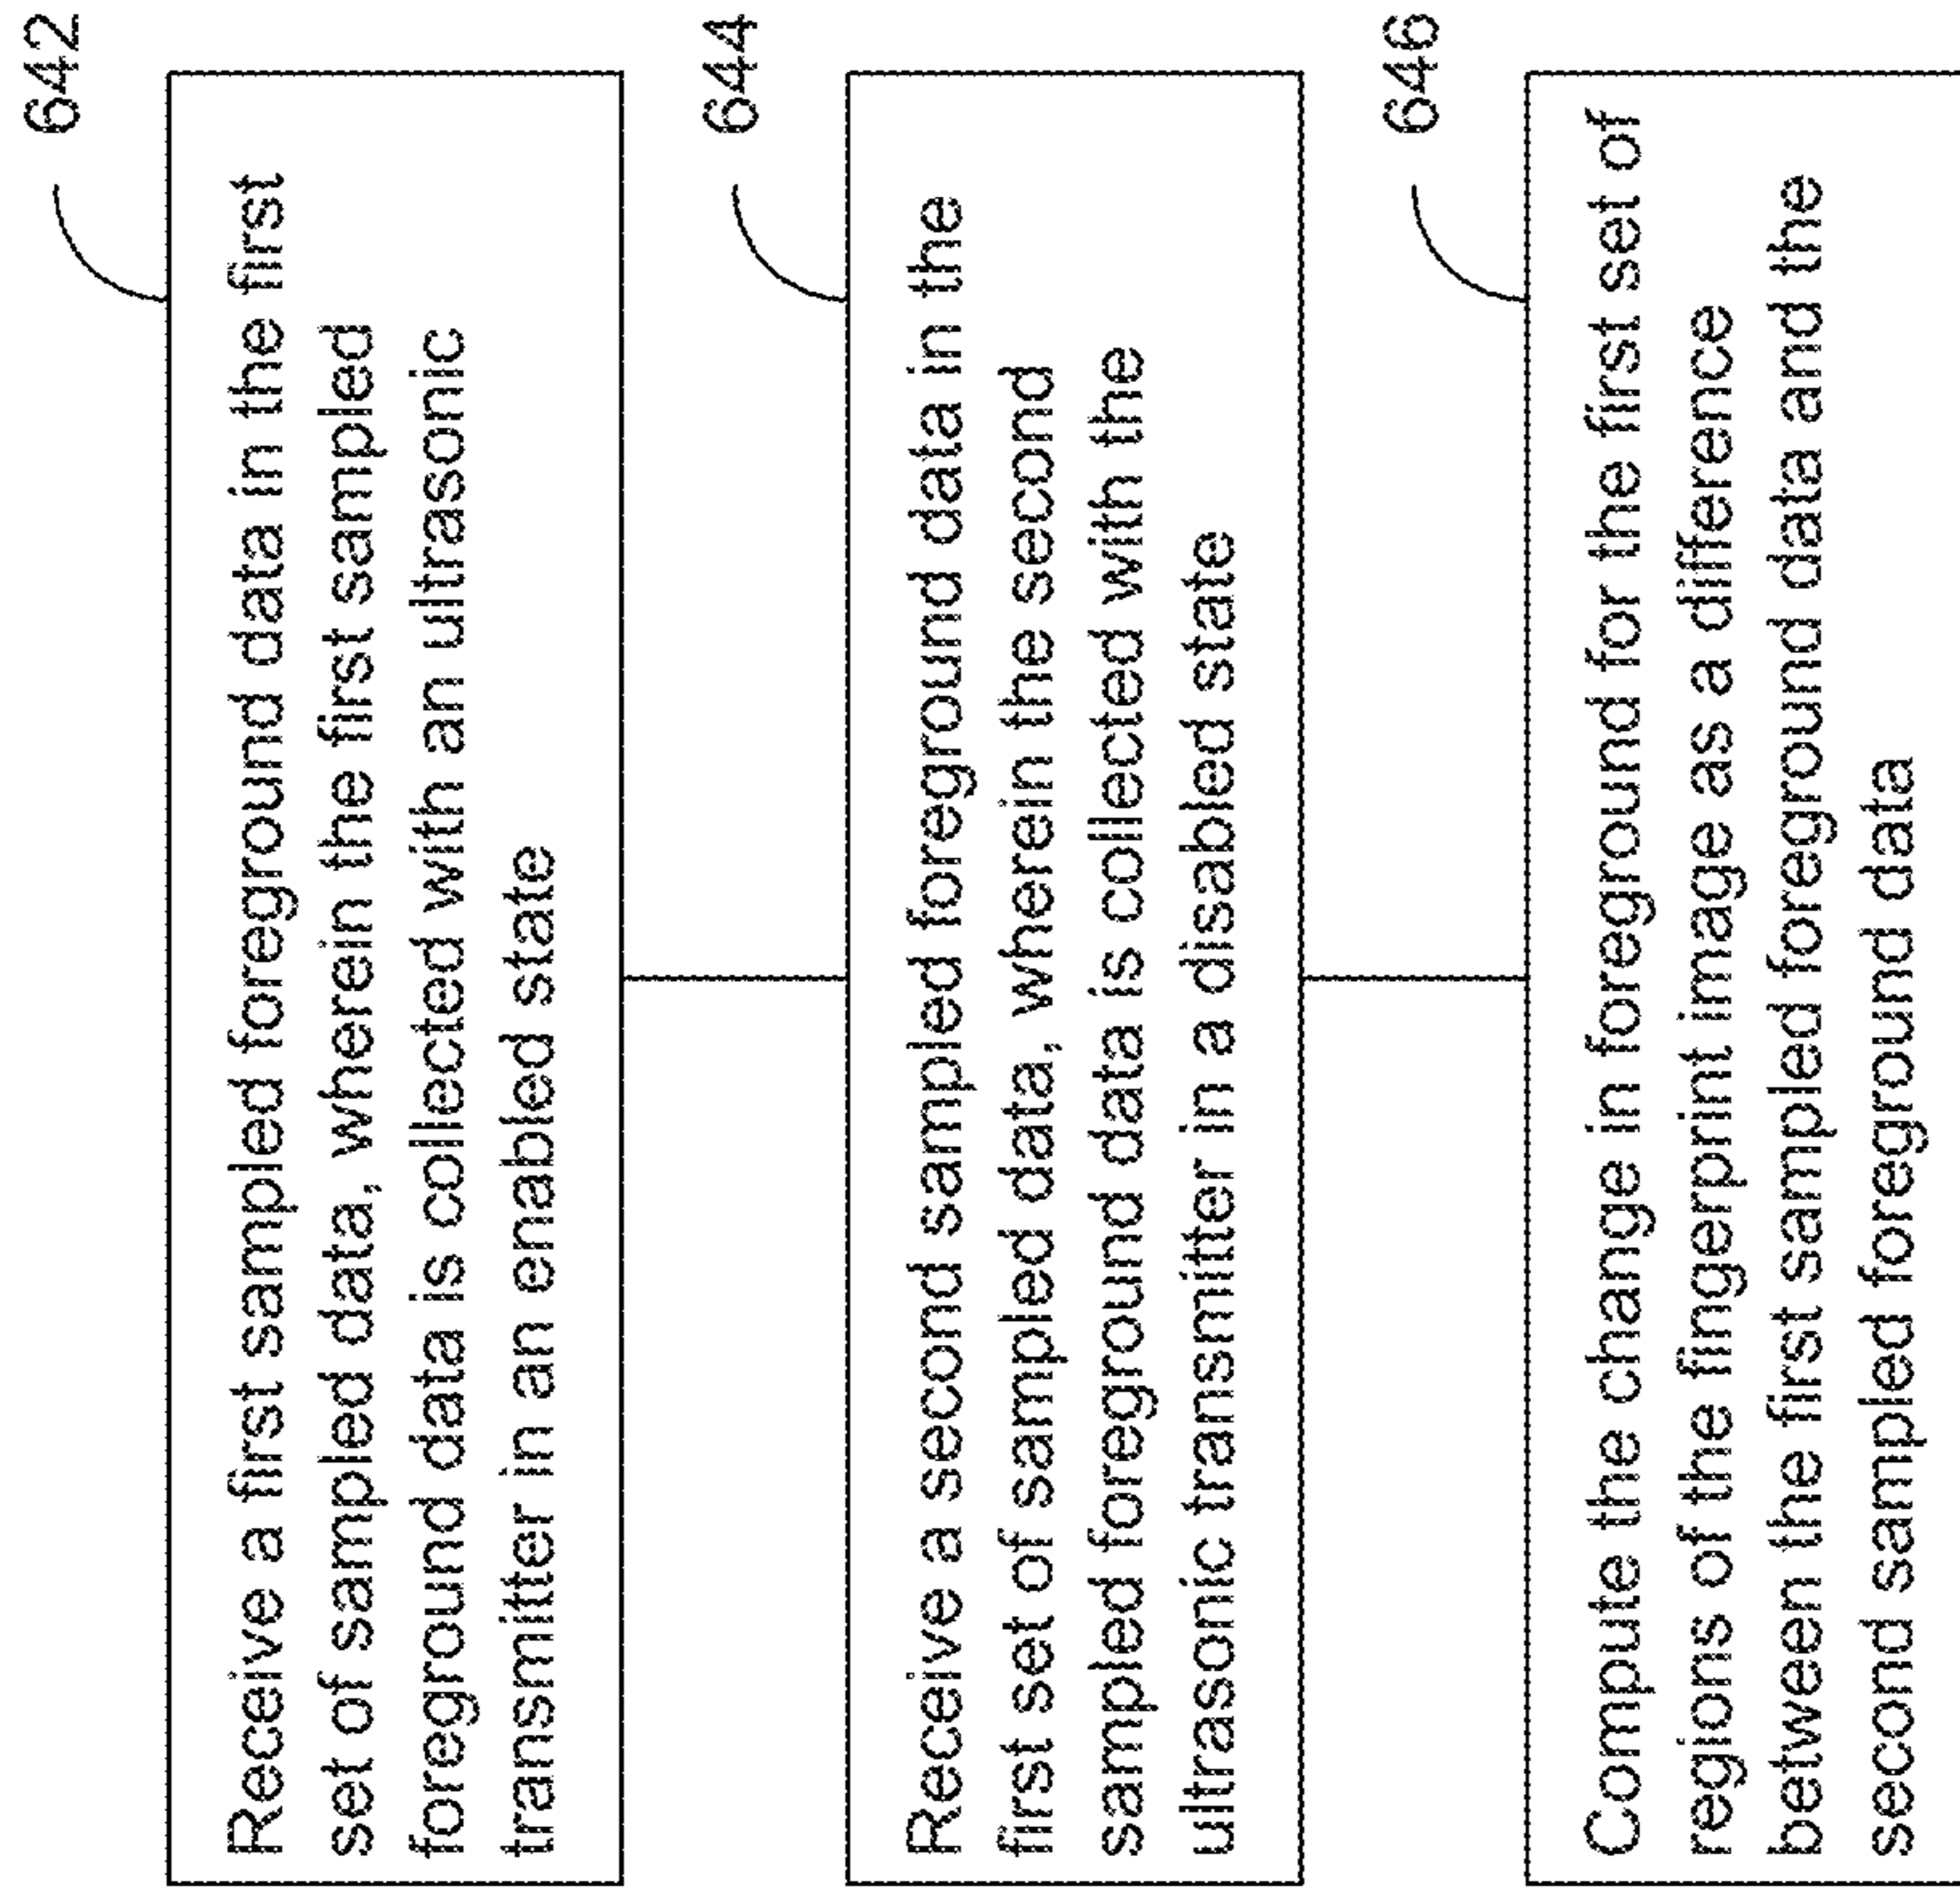 642
Receive a first sampled foreground data in the first
set of sampled data, wherein the first sampled
foreground data is collected with an ultrasonic
transmitter in an enabled state
644
Receive a second sampled foreground data in the
first set of sampled data, wherein the second
sampled foreground data is collected with the
ultrasonic transmitter in a disabled state
646
Compute the change in foreground for the first set of
regions of the fingerprint image as a difference
between the first sampled foreground data and the
second sampled foreground data